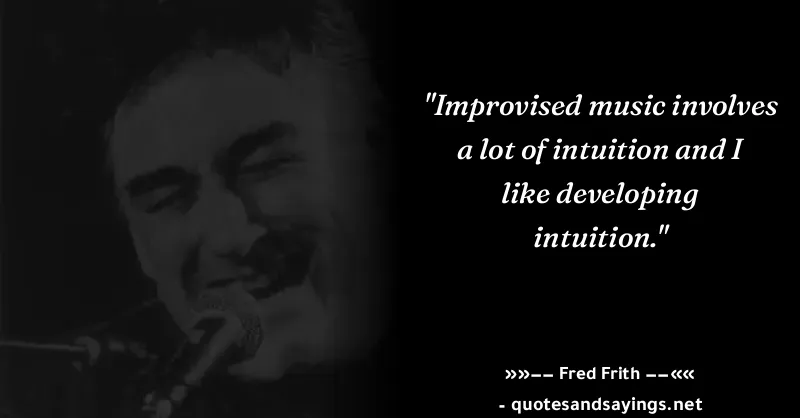 "Improvised music involves
a lot of intuition and I
like developing
intuition."
»»—— Fred Frith ——««
- quotesandsayings.net